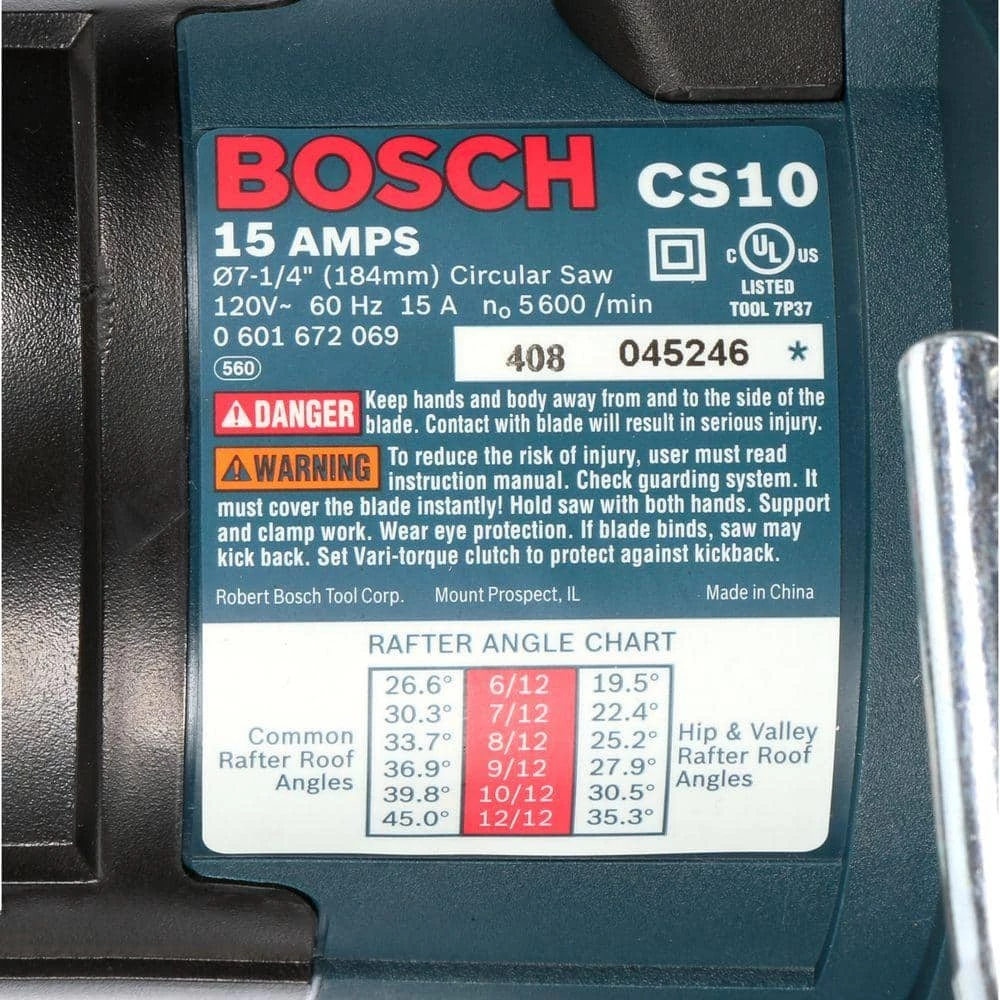 BOSCH CS10
15 AMPS
Ø7-1/4" (184mm) Circular Saw
120V~ 60 Hz 15 A no 5600 /min
0 601 672 069
C UL US
LISTED
TOOL 7P37
560
408 045246 *
DANGER Keep hands and body away from and to the side of the
blade. Contact with blade will result in serious injury.
WARNING To reduce the risk of injury, user must read
instruction manual. Check guarding system. It
must cover the blade instantly! Hold saw with both hands. Support
and clamp work. Wear eye protection. If blade binds, saw may
kick back. Set Vari-torque clutch to protect against kickback.
Robert Bosch Tool Corp. Mount Prospect, IL Made in China
RAFTER ANGLE CHART
Common
Rafter Roof
Angles
26.6° 6/12 19.5°
30.3° 7/12 22.4°
33.7° 8/12 25.2°
36.9° 9/12 27.9°
39.8° 10/12 30.5°
45.0° 12/12 35.3°
Hip & Valley
Rafter Roof
Angles